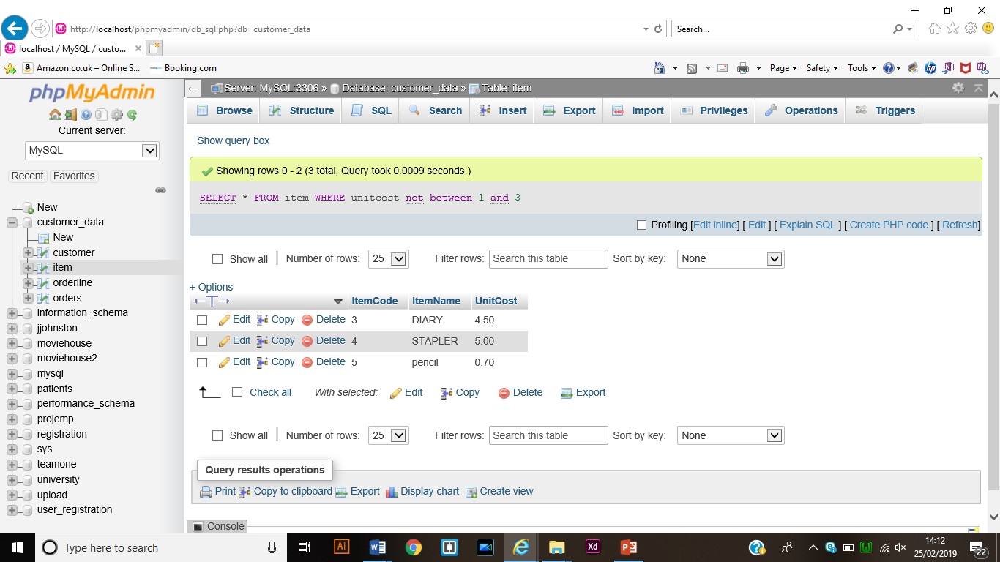 http://localhost/phpmyadmin/db_sql.php?db=customer_data
Search...
localhost / MySQL / custo...
Amazon.co.uk – Online S...
Booking.com
Page
Safety
Tools
phpMyAdmin
Current server:
MySQL
Recent
Favorites
New
customer_data
New
customer
item
orderline
orders
information_schema
jjohnston
moviehouse
moviehouse2
mysql
patients
performance_schema
projemp
registration
sys
teamone
university
upload
user_registration
Server: MySQL:3306 » Database: customer_data » Table: item
Browse Structure SQL Search Insert Export Import Privileges Operations Triggers
Show query box
Showing rows 0 - 2 (3 total, Query took 0.0009 seconds.)
SELECT * FROM item WHERE unitcost not between 1 and 3
Profiling [Edit inline] [ Edit ] [ Explain SQL ] [ Create PHP code ] [ Refresh]
Show all | Number of rows: 25 Filter rows: Search this table Sort by key: None
+ Options
←T→ ItemCode ItemName UnitCost
Edit Copy Delete 3 DIARY 4.50
Edit Copy Delete 4 STAPLER 5.00
Edit Copy Delete 5 pencil 0.70
Check all With selected: Edit Copy Delete Export
Show all | Number of rows: 25 Filter rows: Search this table Sort by key: None
Query results operations
Print Copy to clipboard Export Display chart Create view
Console
Type here to search
Ai
Xd
14:12
25/02/2019
22